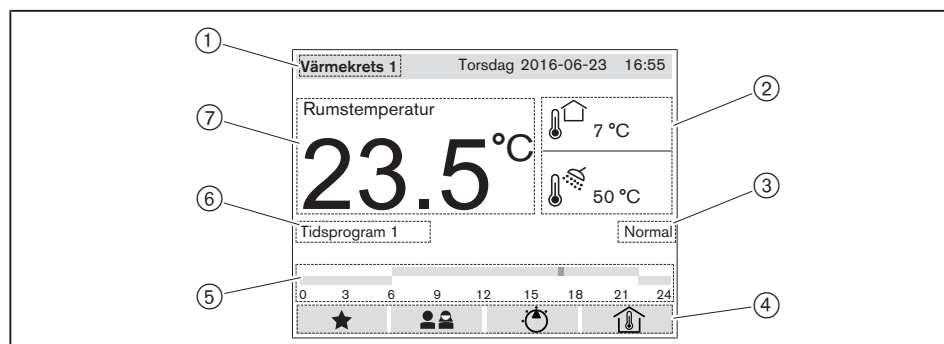 1
Värmekrets 1 Torsdag 2016-06-23 16:55
2
7
Rumstemperatur
23.5 °C
7 °C
50 °C
3
6
Tidsprogram 1 Normal
5
0 3 6 9 12 15 18 21 24
4